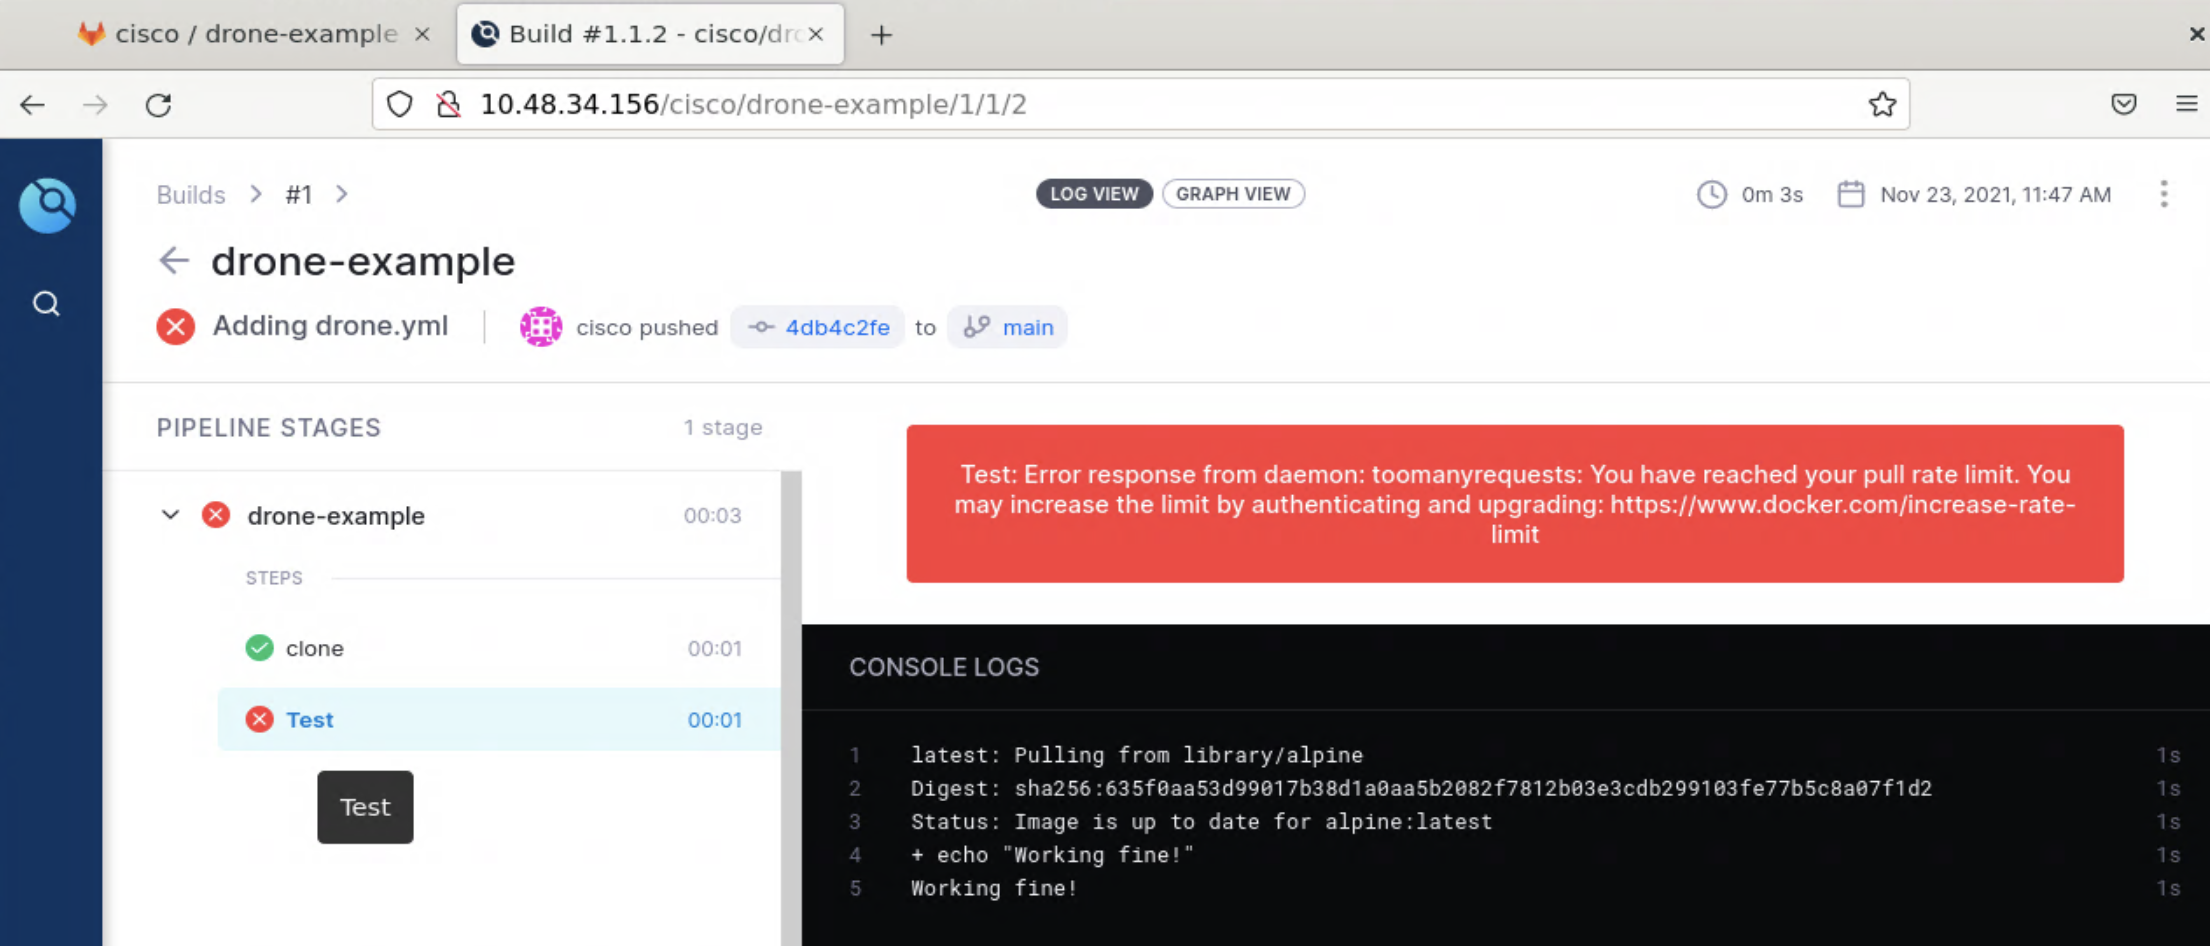 cisco / drone-example
Build #1.1.2 - cisco/dro
10.48.34.156/cisco/drone-example/1/1/2
Builds > #1 >
LOG VIEW
GRAPH VIEW
0m 3s
Nov 23, 2021, 11:47 AM
drone-example
Adding drone.yml
cisco pushed 4db4c2fe to main
PIPELINE STAGES
1 stage
Test: Error response from daemon: toomanyrequests: You have reached your pull rate limit. You
may increase the limit by authenticating and upgrading: https://www.docker.com/increase-rate-
limit
drone-example 00:03
STEPS
clone 00:01
Test 00:01
Test
CONSOLE LOGS
1 latest: Pulling from library/alpine 1s
2 Digest: sha256:635f0aa53d99017b38d1a0aa5b2082f7812b03e3cdb299103fe77b5c8a07f1d2 1s
3 Status: Image is up to date for alpine:latest 1s
4 + echo "Working fine!" 1s
5 Working fine! 1s